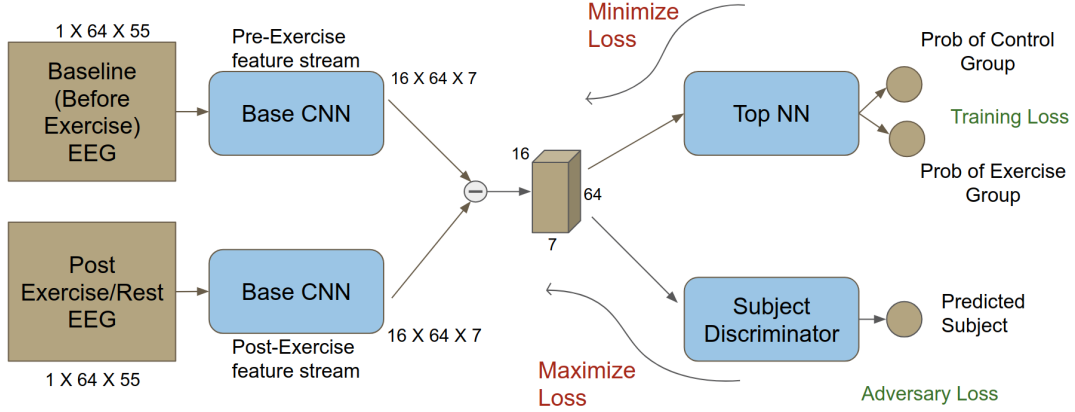 1 X 64 X 55
Baseline
(Before
Exercise)
EEG
Pre-Exercise
feature stream
Base CNN
16 X 64 X 7
Post
Exercise/Rest
EEG
1 X 64 X 55
Base CNN
Post-Exercise
feature stream
16 X 64 X 7
−
16
64
7
Minimize
Loss
Top NN
Prob of Control
Group
Training Loss
Prob of Exercise
Group
Maximize
Loss
Subject
Discriminator
Predicted
Subject
Adversary Loss